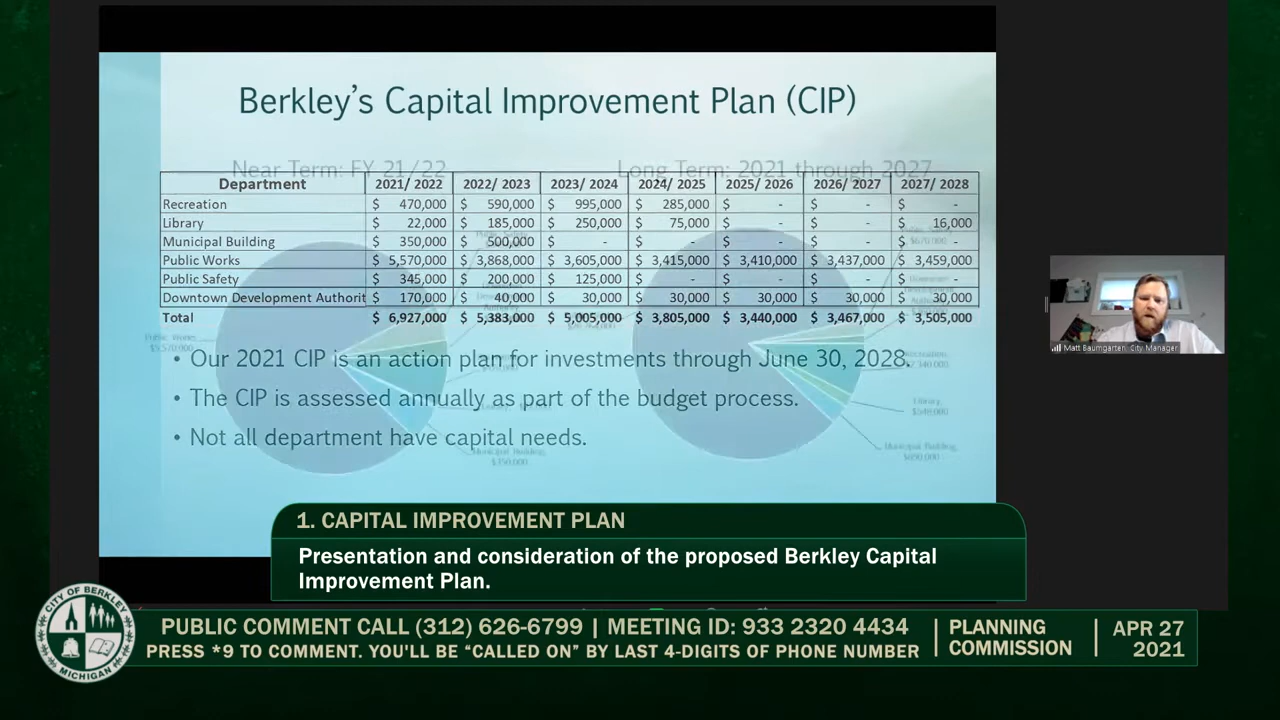 Berkley's Capital Improvement Plan (CIP)
Near Term: FY 21/22 Long Term: 2021 through 2027
Department 2021/ 2022 2022/ 2023 2023/ 2024 2024/ 2025 2025/ 2026 2026/ 2027 2027/ 2028
Recreation $ 470,000 $ 590,000 $ 995,000 $ 285,000 $ - $ - $ -
Library $ 22,000 $ 185,000 $ 250,000 $ 75,000 $ - $ - $ 16,000
Municipal Building $ 350,000 $ 500,000 $ - $ - $ - $ - $ -
Public Works $ 5,570,000 $ 3,868,000 $ 3,605,000 $ 3,415,000 $ 3,410,000 $ 3,437,000 $ 3,459,000
Public Safety $ 345,000 $ 200,000 $ 125,000 $ - $ - $ - $ -
Downtown Development Authorit $ 170,000 $ 40,000 $ 30,000 $ 30,000 $ 30,000 $ 30,000 $ 30,000
Total $ 6,927,000 $ 5,383,000 $ 5,005,000 $ 3,805,000 $ 3,440,000 $ 3,467,000 $ 3,505,000
• Our 2021 CIP is an action plan for investments through June 30, 2028.
• The CIP is assessed annually as part of the budget process.
• Not all department have capital needs.
Municipal Building,
$350,000
Library,
Municipal Building,
Matt Baumgarten: City Manager
1. CAPITAL IMPROVEMENT PLAN
Presentation and consideration of the proposed Berkley Capital
Improvement Plan.
CITY OF BERKLEY
MICHIGAN
PUBLIC COMMENT CALL (312) 626-6799 | MEETING ID: 933 2320 4434
PRESS *9 TO COMMENT. YOU'LL BE “CALLED ON” BY LAST 4-DIGITS OF PHONE NUMBER
PLANNING
COMMISSION
APR 27
2021